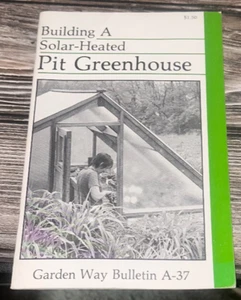 Building A
Solar-Heated
Pit Greenhouse
Garden Way Bulletin A-37